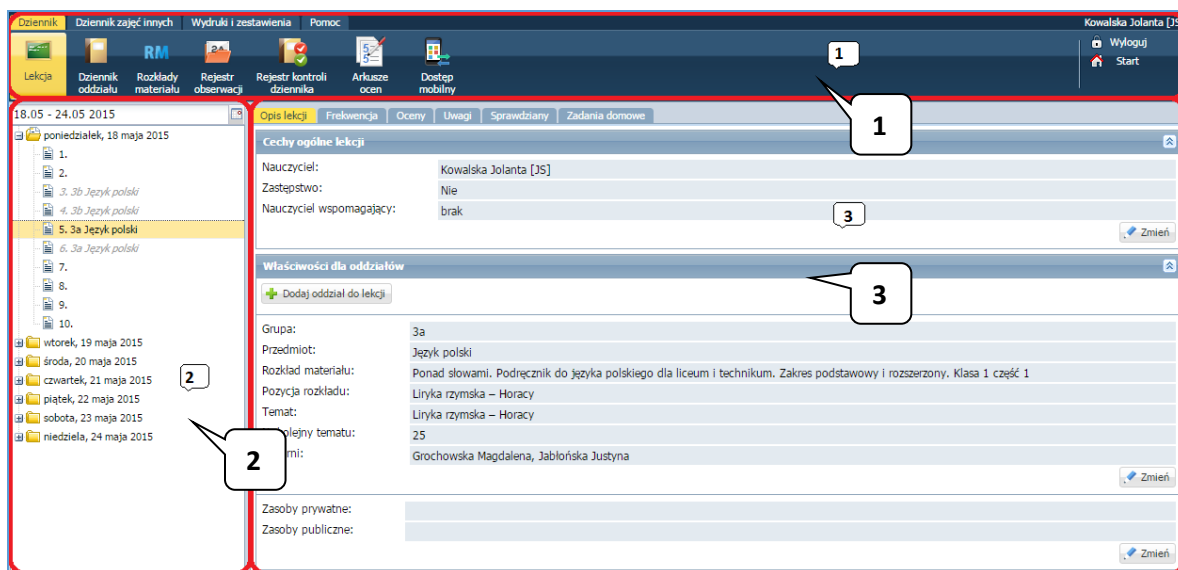 Dziennik Dziennik zajęć innych Wydruki i zestawienia Pomoc Kowalska Jolanta [JS
Lekcja Dziennik oddziału Rozkłady materiału Rejestr obserwacji Rejestr kontroli dziennika Arkusze ocen Dostęp mobilny
RM
1
Wyloguj
Start
1
18.05 - 24.05 2015
poniedziałek, 18 maja 2015
1.
2.
3. 3b Język polski
4. 3b Język polski
5. 3a Język polski
6. 3a Język polski
7.
8.
9.
10.
wtorek, 19 maja 2015
środa, 20 maja 2015
czwartek, 21 maja 2015
piątek, 22 maja 2015
sobota, 23 maja 2015
niedziela, 24 maja 2015
2
2
Opis lekcji Frekwencja Oceny Uwagi Sprawdziany Zadania domowe
Cechy ogólne lekcji
Nauczyciel: Kowalska Jolanta [JS]
Zastępstwo: Nie
Nauczyciel wspomagający: brak
3
Zmień
Właściwości dla oddziałów
3
Dodaj oddział do lekcji
Grupa: 3a
Przedmiot: Język polski
Rozkład materiału: Ponad słowami. Podręcznik do języka polskiego dla liceum i technikum. Zakres podstawowy i rozszerzony. Klasa 1 część 1
Pozycja rozkładu: Liryka rzymska – Horacy
Temat: Liryka rzymska – Horacy
olejny tematu: 25
rni: Grochowska Magdalena, Jabłońska Justyna
Zmień
Zasoby prywatne:
Zasoby publiczne:
Zmień